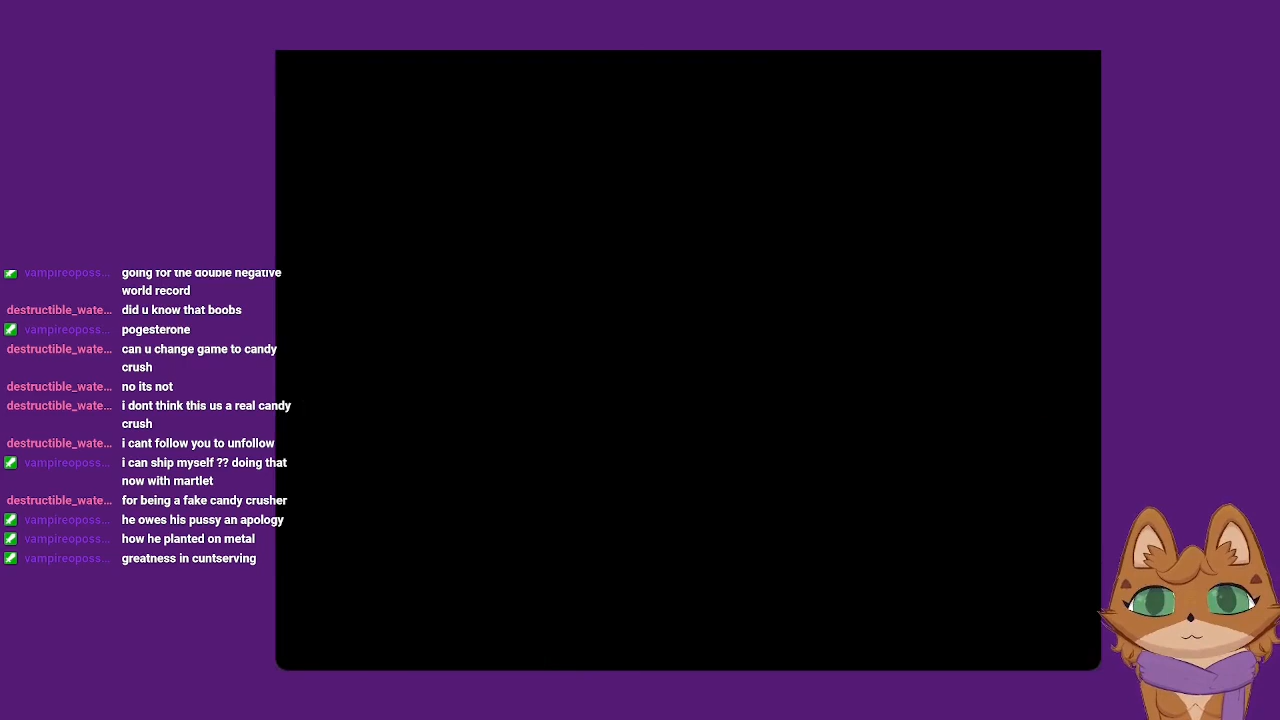 vampireoposs... going for the double negative
world record
destructible_wate... did u know that boobs
vampireoposs... pogesterone
destructible_wate... can u change game to candy
crush
destructible_wate... no its not
destructible_wate... i dont think this us a real candy
crush
destructible_wate... i cant follow you to unfollow
vampireoposs... i can ship myself ?? doing that
now with martlet
destructible_wate... for being a fake candy crusher
vampireoposs... he owes his pussy an apology
vampireoposs... how he planted on metal
vampireoposs... greatness in cuntserving